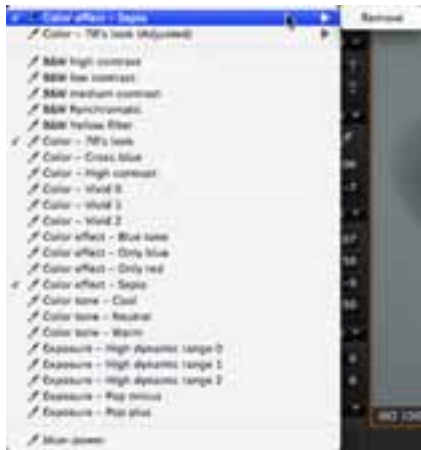 Color effect - Sepia
Remove
Color - 70's look (Adjusted)
B&W high contrast
B&W low contrast
B&W medium contrast
B&W Panchromatic
B&W Yellow filter
Color - 70's look
Color - Cross blue
Color - High contrast
Color - Vivid 0
Color - Vivid 1
Color - Vivid 2
Color effect - Blue tone
Color effect - Only blue
Color effect - Only red
Color effect - Sepia
Color tone - Cool
Color tone - Neutral
Color tone - Warm
Exposure - High dynamic range 0
Exposure - High dynamic range 1
Exposure - High dynamic range 2
Exposure - Pop minus
Exposure - Pop plus